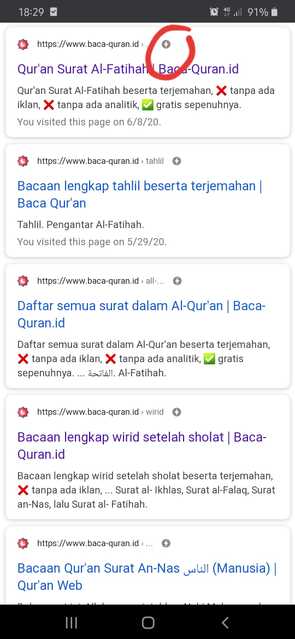 18:29 91%
https://www.baca-quran.id ›
Qur'an Surat Al-Fatihah | Baca-Quran.id
Qur'an Surat Al-Fatihah beserta terjemahan, ❌ tanpa ada
iklan, ❌ tanpa ada analitik, ✅ gratis sepenuhnya.
You visited this page on 6/8/20.
https://www.baca-quran.id › tahlil
Bacaan lengkap tahlil beserta terjemahan |
Baca Qur'an
Tahlil. Pengantar Al-Fatihah.
You visited this page on 5/29/20.
https://www.baca-quran.id › all-...
Daftar semua surat dalam Al-Qur'an | Baca-
Quran.id
Daftar semua surat dalam Al-Qur'an beserta terjemahan,
❌ tanpa ada iklan, ❌ tanpa ada analitik, ✅ gratis
sepenuhnya. ... الفاتحة. Al-Fatihah.
https://www.baca-quran.id › wirid
Bacaan lengkap wirid setelah sholat | Baca-
Quran.id
Bacaan lengkap wirid setelah sholat beserta terjemahan,
❌ tanpa ada iklan, ... Surat al- Ikhlas, Surat al-Falaq, Surat
an-Nas, lalu Surat al- Fatihah.
https://www.baca-quran.id › ...
Bacaan Qur'an Surat An-Nas الناس (Manusia) |
Qur'an Web